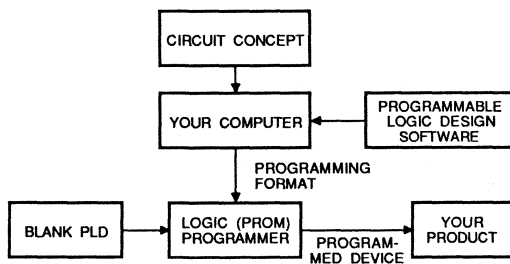 CIRCUIT CONCEPT
YOUR COMPUTER
PROGRAMMABLE
LOGIC DESIGN
SOFTWARE
PROGRAMMING
FORMAT
BLANK PLD
LOGIC (PROM)
PROGRAMMER
PROGRAM-
MED DEVICE
YOUR
PRODUCT